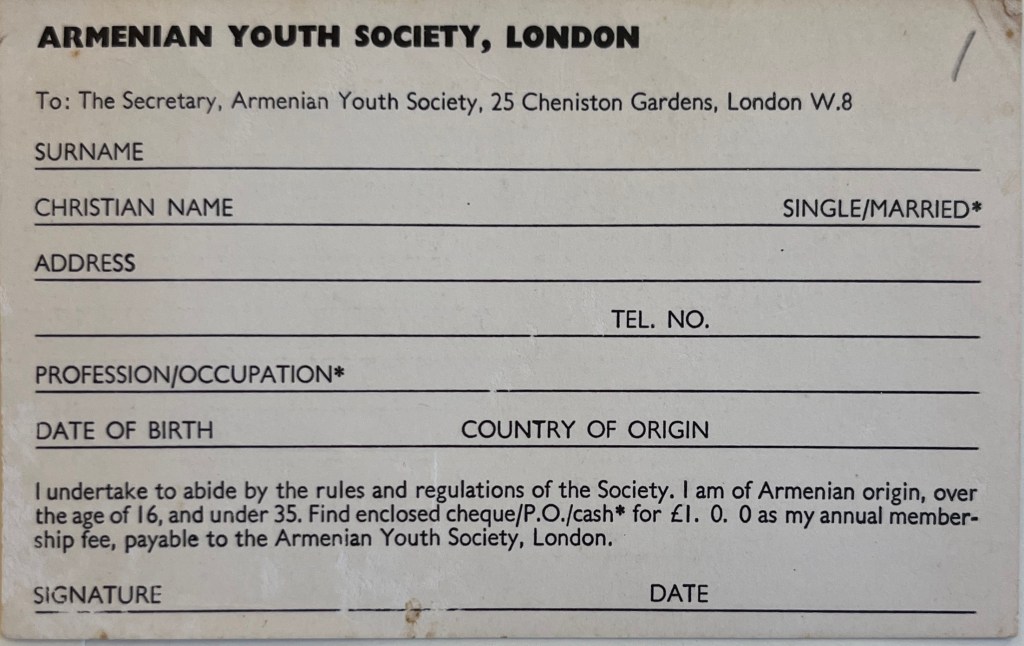 ARMENIAN YOUTH SOCIETY, LONDON
To: The Secretary, Armenian Youth Society, 25 Cheniston Gardens, London W.8
SURNAME
CHRISTIAN NAME SINGLE/MARRIED*
ADDRESS
TEL. NO.
PROFESSION/OCCUPATION*
DATE OF BIRTH COUNTRY OF ORIGIN
I undertake to abide by the rules and regulations of the Society. I am of Armenian origin, over
the age of 16, and under 35. Find enclosed cheque/P.O./cash* for £1. 0. 0 as my annual member-
ship fee, payable to the Armenian Youth Society, London.
SIGNATURE DATE